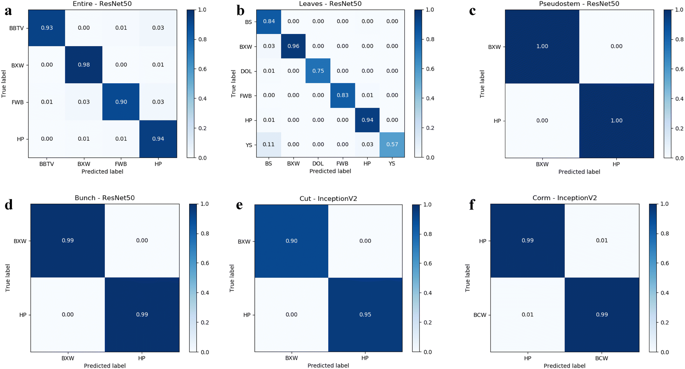 a
Entire - ResNet50
BBTV 0.93 0.00 0.01 0.03
BXW 0.00 0.98 0.00 0.01
FWB 0.01 0.03 0.90 0.03
HP 0.00 0.01 0.01 0.94
BBTV BXW FWB HP
True label
Predicted label
1.0
0.8
0.6
0.4
0.2
0.0
b
Leaves - ResNet50
BS 0.84 0.00 0.00 0.00 0.00 0.00
BXW 0.03 0.96 0.00 0.00 0.01 0.00
DOL 0.01 0.00 0.75 0.00 0.00 0.00
FWB 0.00 0.00 0.00 0.83 0.01 0.00
HP 0.01 0.00 0.00 0.01 0.94 0.00
YS 0.11 0.00 0.00 0.00 0.03 0.57
BS BXW DOL FWB HP YS
True label
Predicted label
1.0
0.8
0.6
0.4
0.2
0.0
c
Pseudostem - ResNet50
BXW 1.00 0.00
HP 0.00 1.00
BXW HP
True label
Predicted label
1.0
0.8
0.6
0.4
0.2
0.0
d
Bunch - ResNet50
BXW 0.99 0.00
HP 0.00 0.99
BXW HP
True label
Predicted label
1.0
0.8
0.6
0.4
0.2
0.0
e
Cut - InceptionV2
BXW 0.90 0.00
HP 0.00 0.95
BXW HP
True label
Predicted label
1.0
0.8
0.6
0.4
0.2
0.0
f
Corm - InceptionV2
HP 0.99 0.01
BCW 0.01 0.99
HP BCW
True label
Predicted label
1.0
0.8
0.6
0.4
0.2
0.0